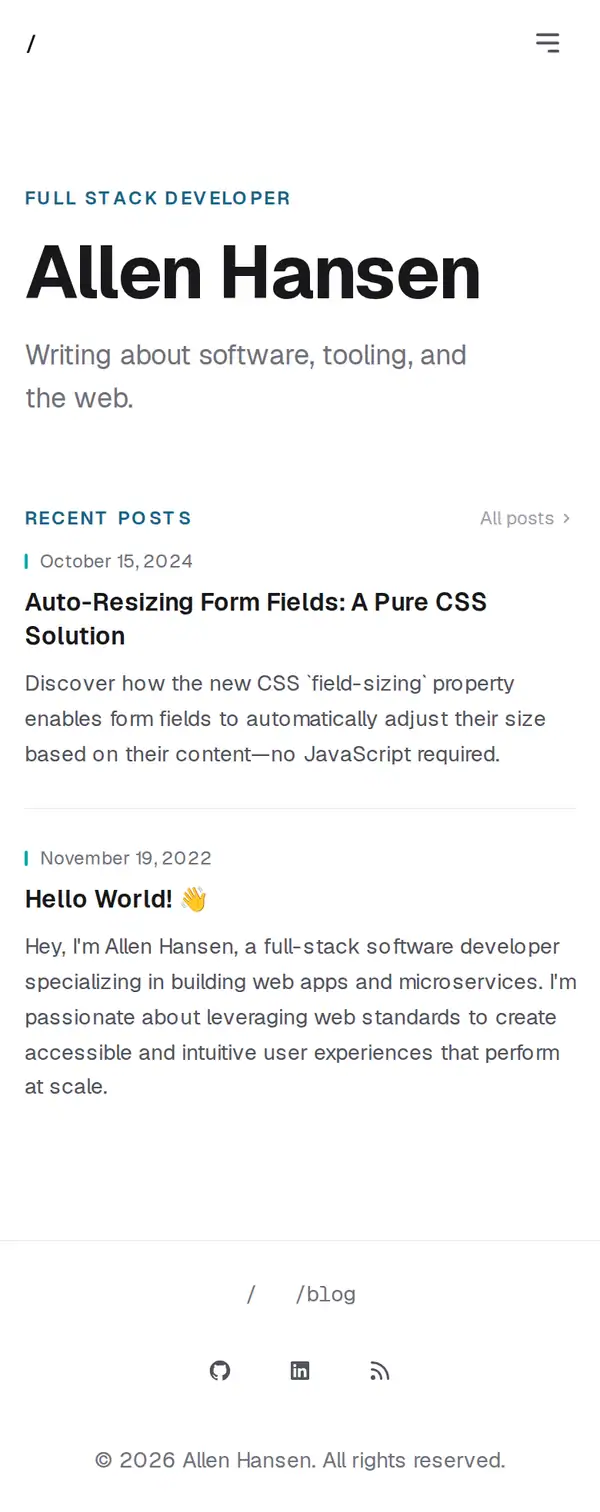 /
FULL STACK DEVELOPER
Allen Hansen
Writing about software, tooling, and
the web.
RECENT POSTS
All posts ›
October 15, 2024
Auto-Resizing Form Fields: A Pure CSS
Solution
Discover how the new CSS `field-sizing` property
enables form fields to automatically adjust their size
based on their content—no JavaScript required.
November 19, 2022
Hello World! 👋
Hey, I'm Allen Hansen, a full-stack software developer
specializing in building web apps and microservices. I'm
passionate about leveraging web standards to create
accessible and intuitive user experiences that perform
at scale.
/ /blog
in
© 2026 Allen Hansen. All rights reserved.